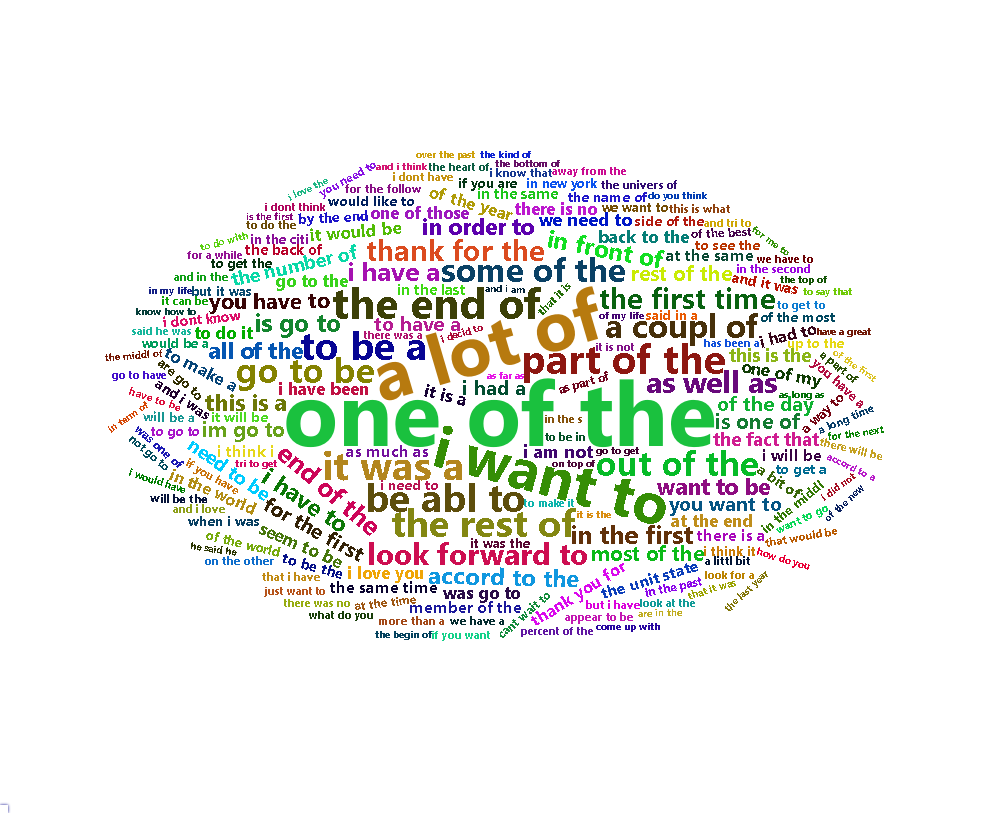 over the past
the kind of
and i think
the heart of
the bottom of
i know that
away from the
you need to
i love the
i dont have
if you are
in new york
the univers of
for the follow
would like to
of the year
in the same
the name of
do you think
i dont think
is the first
by the end
one of those
there is no
we want to
this is what
to do the
in the citi
it would be
in order to
we need to
side of the
and tri to
to do with
for a while
the back of
thank for the
in front of
back to the
of the best
for me to
to get the
the number of
i have a
some of the
at the same
to see the
we have to
and in the
go to the
in the last
and i am
that it is
rest of the
in the second
and it was
the top of
in my life
but it was
it can be
you have to
the end of
a lot of
the first time
to say that
to get to
know how to
i dont know
is go to
to have a
i decid to
of my life
said in a
a coupl of
of the most
said he was
to do it
there was a
it is not
has been a
i had to
have a great
would be a
all of the
to be a
part of the
this is the
up to the
of the first
the middl of
to make a
go to be
as far as
as part of
one of my
a part of
you have a
go to have
are go to
i have been
it is a
i had a
as well as
as long as
and i was
this is a
one of the
of the day
a way to
have to be
will be a
it will be
in the s
is one of
a long time
in term of
to go to
im go to
to be in
the fact that
for the next
was one of
i think i
as much as
i want to
i am not
go to get
i will be
there will be
not go to
if you have
need to be
tri to get
end of the
it was a
on top of
out of the
a bit of
to get a
accord to a
i would have
in the world
i have to
i need to
want to be
in the middl
i did not
will be the
be abl to
to make it
you want to
want to go
of the new
and i love
for the first
the rest of
it is the
at the end
when i was
seem to be
in the first
there is a
that would be
of the world
it was the
he said he
on the other
to be the
look forward to
most of the
i think it
how do you
a littl bit
that i have
i love you
accord to the
thank you for
the unit state
look for a
just want to
the same time
was go to
in the past
that it was
the last year
there was no
at the time
member of the
cant wait to
but i have
look at the
what do you
more than a
we have a
appear to be
are in the
the begin of
if you want
percent of the
come up with